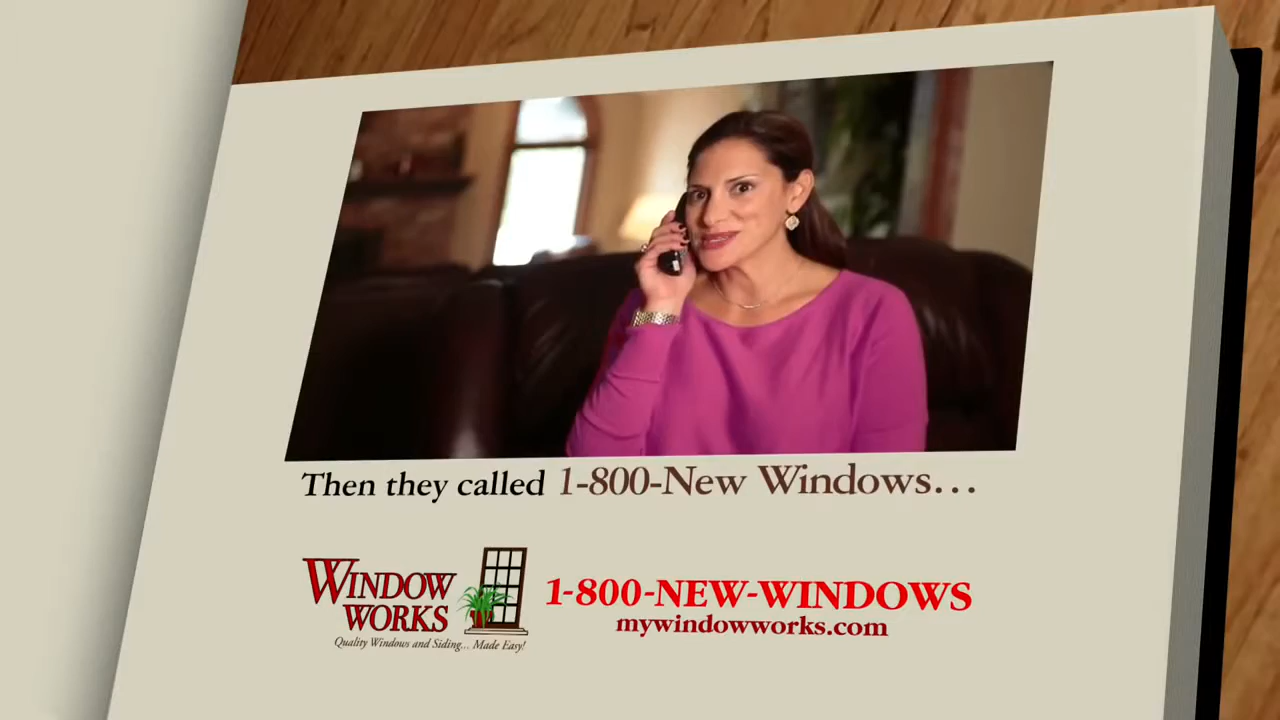 Then they called 1-800-New Windows...
WINDOW WORKS
Quality Windows and Siding... Made Easy!
1-800-NEW-WINDOWS
mywindowworks.com